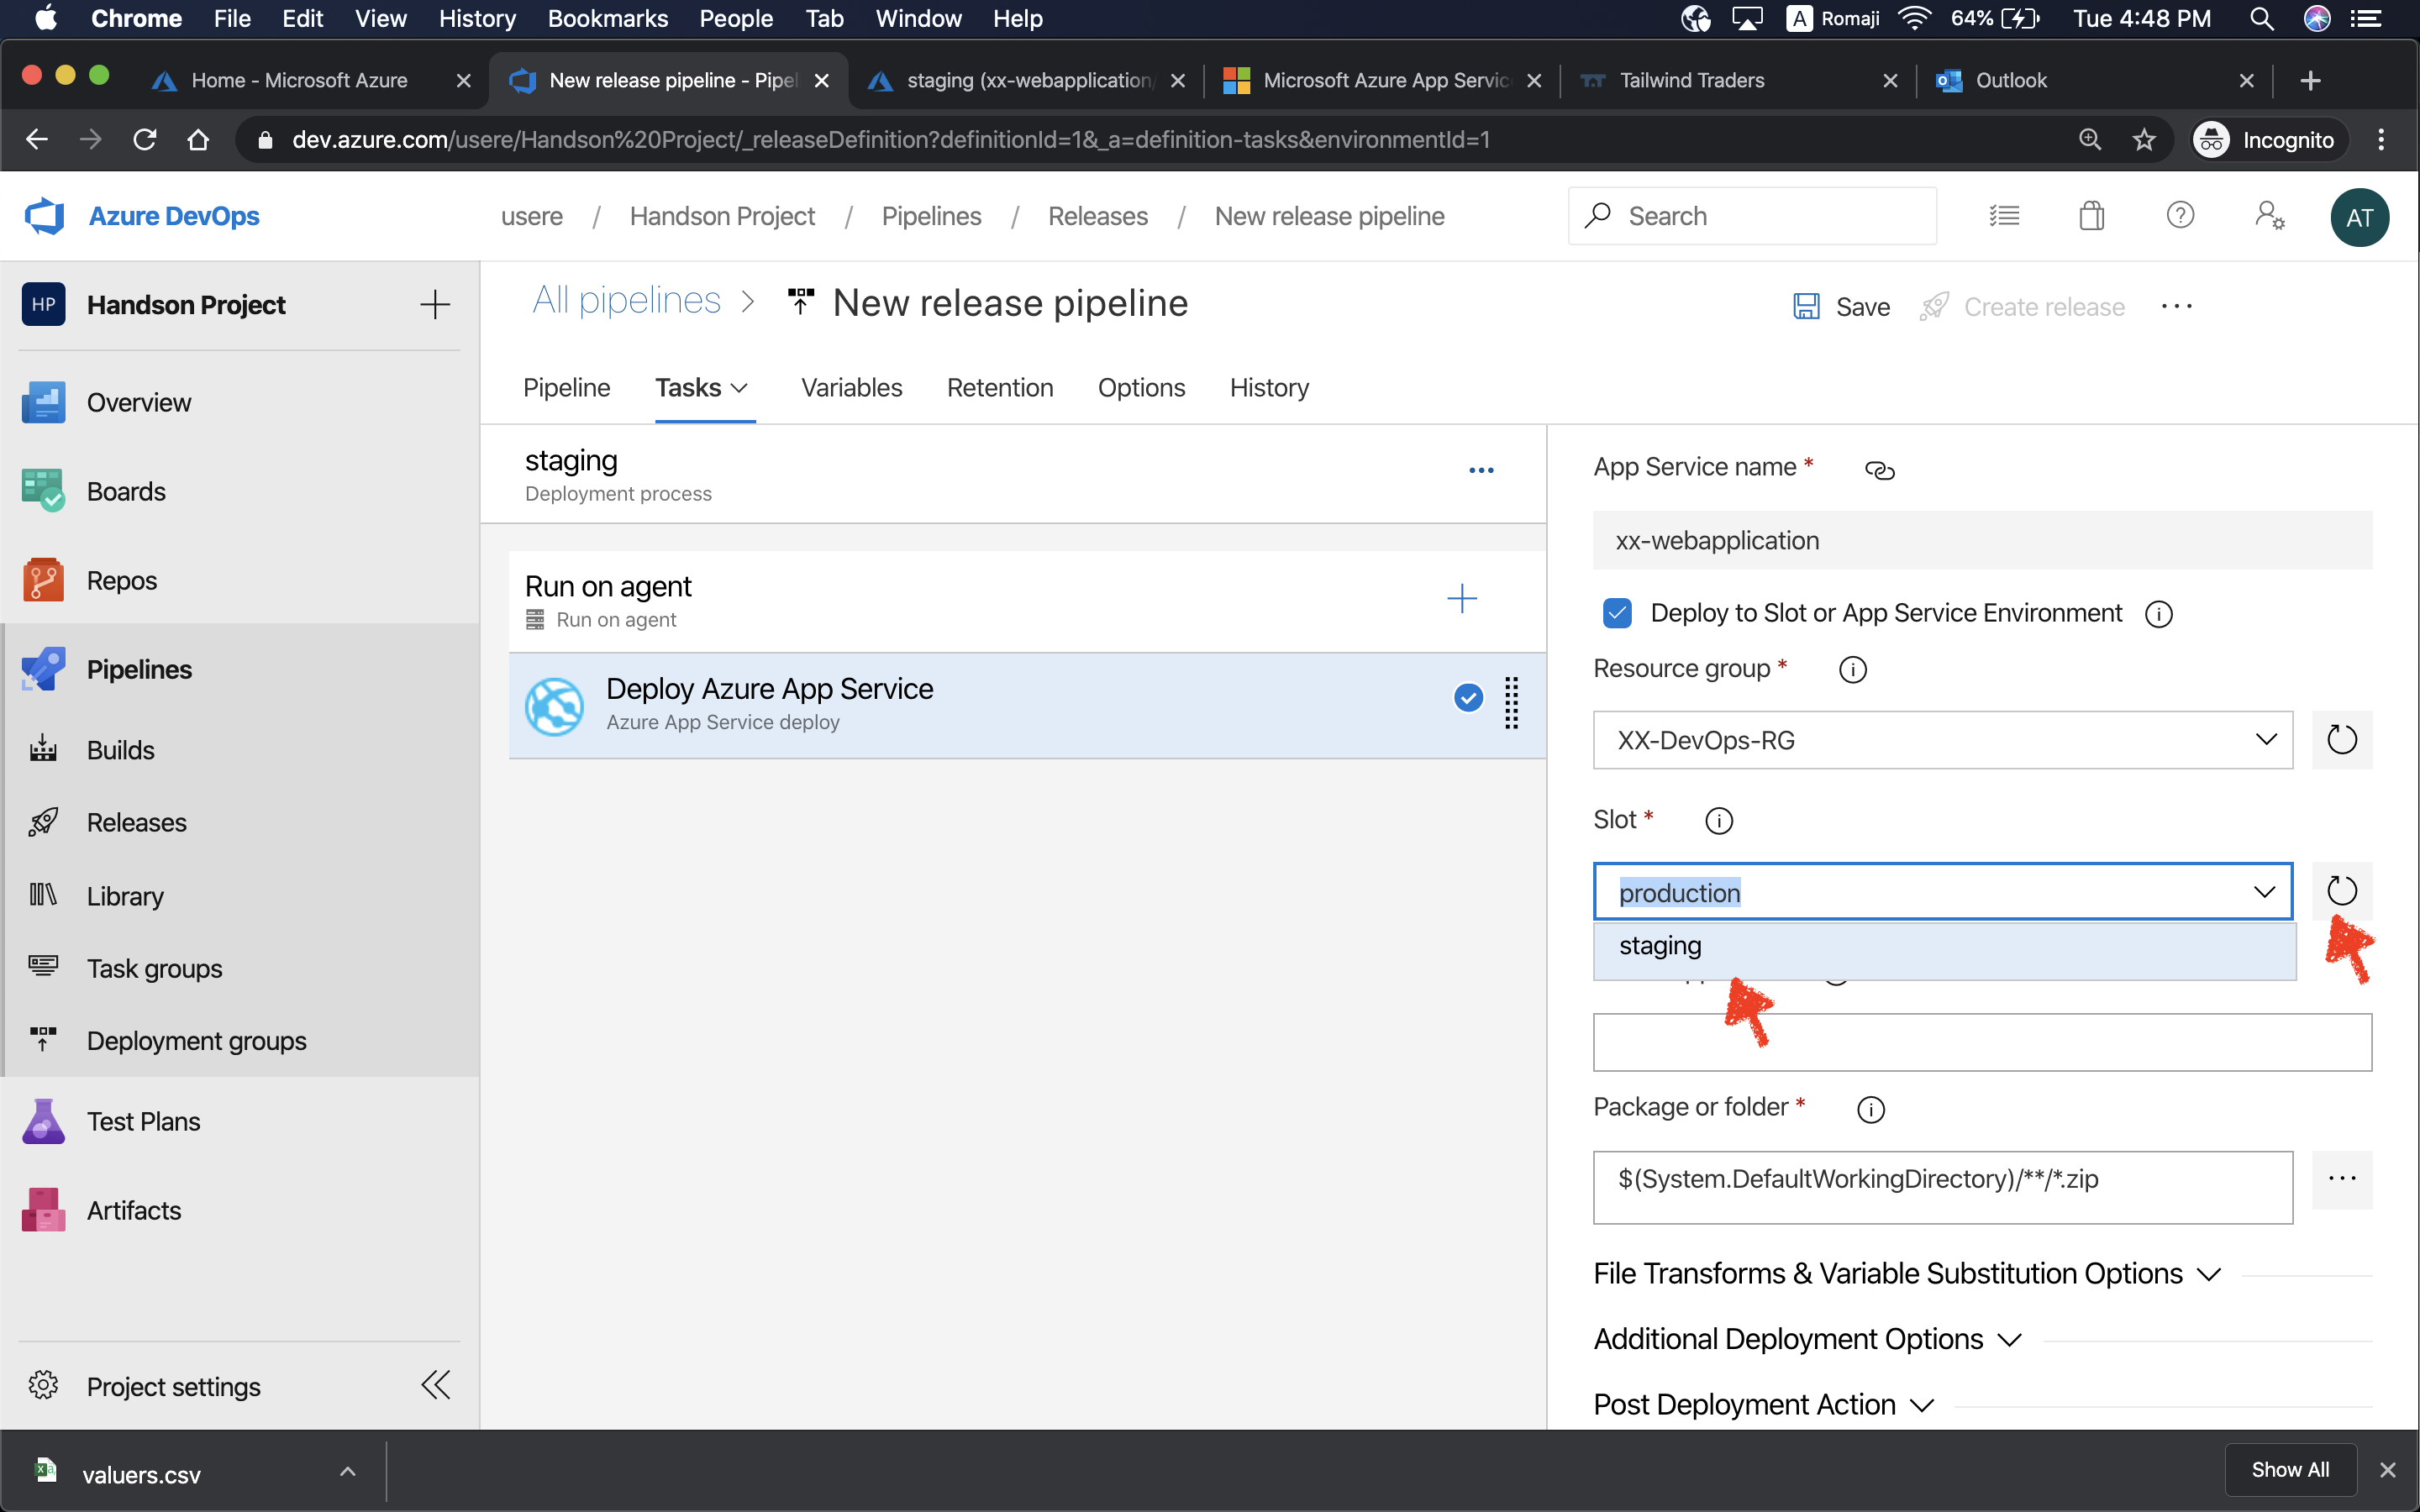 Chrome File Edit View History Bookmarks People Tab Window Help A Romaji 64% Tue 4:48 PM
Home - Microsoft Azure New release pipeline - Pipel staging (xx-webapplication/ Microsoft Azure App Servic Tailwind Traders Outlook
dev.azure.com/usere/Handson%20Project/_releaseDefinition?definitionId=1&_a=definition-tasks&environmentId=1 Incognito
Azure DevOps usere / Handson Project / Pipelines / Releases / New release pipeline Search AT
HP Handson Project
All pipelines > New release pipeline Save Create release
Overview
Pipeline Tasks Variables Retention Options History
Boards
Repos
Pipelines
Builds
Releases
Library
Task groups
Deployment groups
Test Plans
Artifacts
Project settings
staging
Deployment process
Run on agent
Run on agent
Deploy Azure App Service
Azure App Service deploy
App Service name *
xx-webapplication
Deploy to Slot or App Service Environment
Resource group *
XX-DevOps-RG
Slot *
production
staging
Package or folder *
$(System.DefaultWorkingDirectory)/**/*.zip
File Transforms & Variable Substitution Options
Additional Deployment Options
Post Deployment Action
valuers.csv Show All